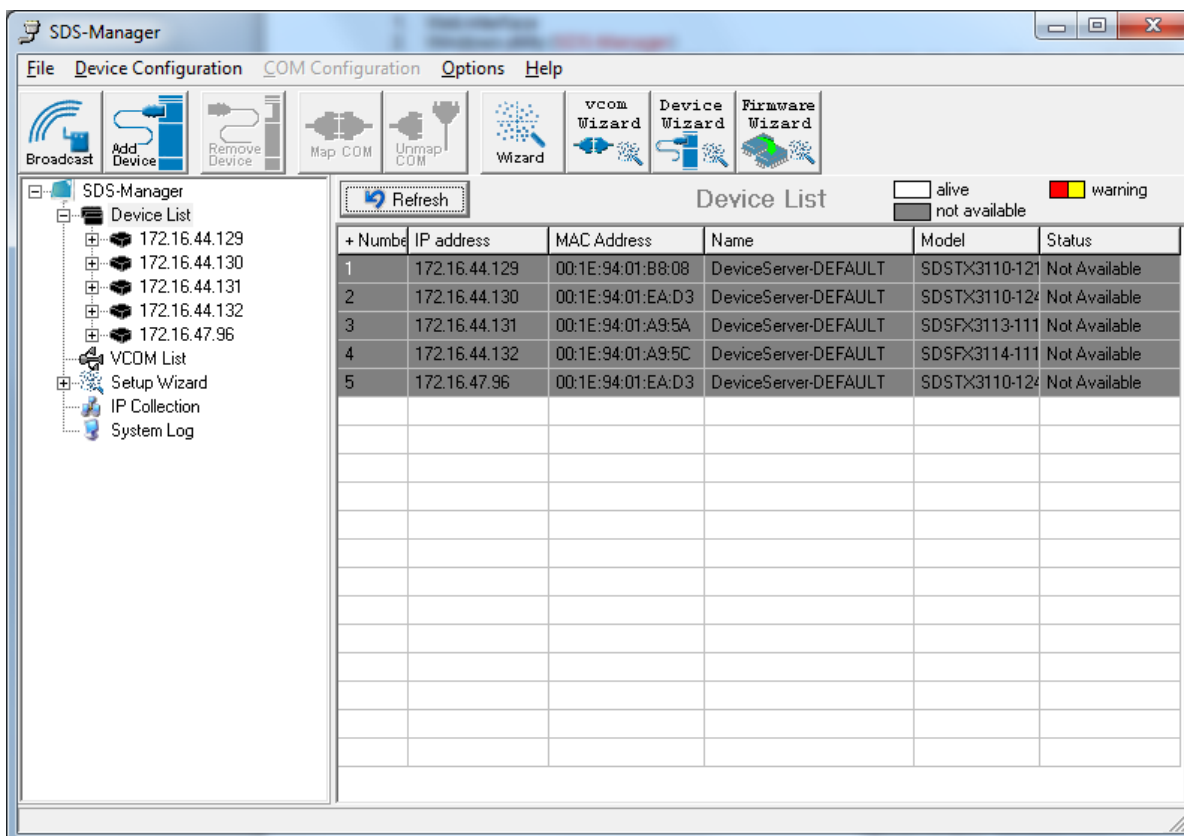 SDS-Manager
File Device Configuration COM Configuration Options Help
Broadcast
Add Device
Remove Device
Map COM
Unmap COM
Wizard
vcom Wizard
Device Wizard
Firmware Wizard
SDS-Manager
Device List
172.16.44.129
172.16.44.130
172.16.44.131
172.16.44.132
172.16.47.96
VCOM List
Setup Wizard
IP Collection
System Log
Refresh
Device List
alive
not available
warning
+ Numbe IP address MAC Address Name Model Status
1 172.16.44.129 00:1E:94:01:B8:08 DeviceServer-DEFAULT SDSTX3110-121 Not Available
2 172.16.44.130 00:1E:94:01:EA:D3 DeviceServer-DEFAULT SDSTX3110-124 Not Available
3 172.16.44.131 00:1E:94:01:A9:5A DeviceServer-DEFAULT SDSFX3113-111 Not Available
4 172.16.44.132 00:1E:94:01:A9:5C DeviceServer-DEFAULT SDSFX3114-111 Not Available
5 172.16.47.96 00:1E:94:01:EA:D3 DeviceServer-DEFAULT SDSTX3110-124 Not Available